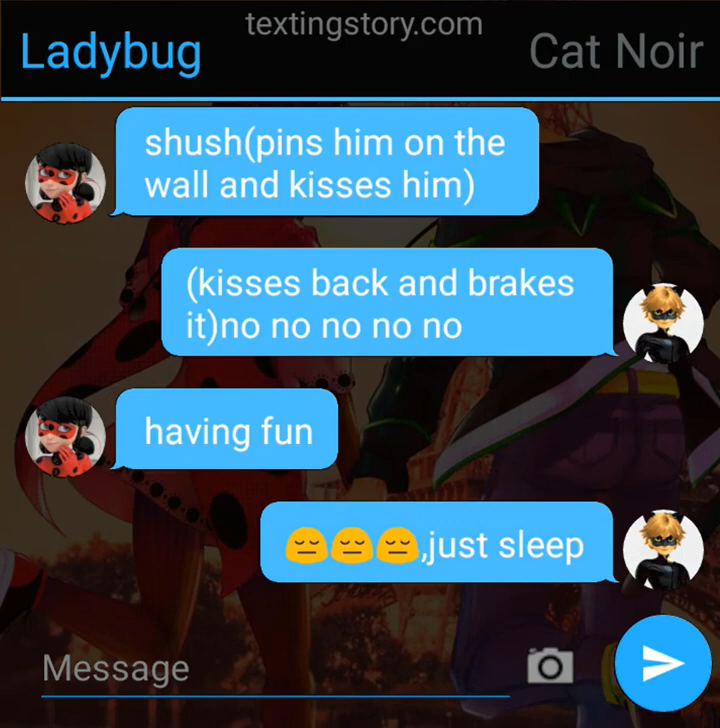 textingstory.com
Ladybug
Cat Noir
shush(pins him on the
wall and kisses him)
(kisses back and brakes
it)no no no no no
having fun
😔😔😔,just sleep
Message